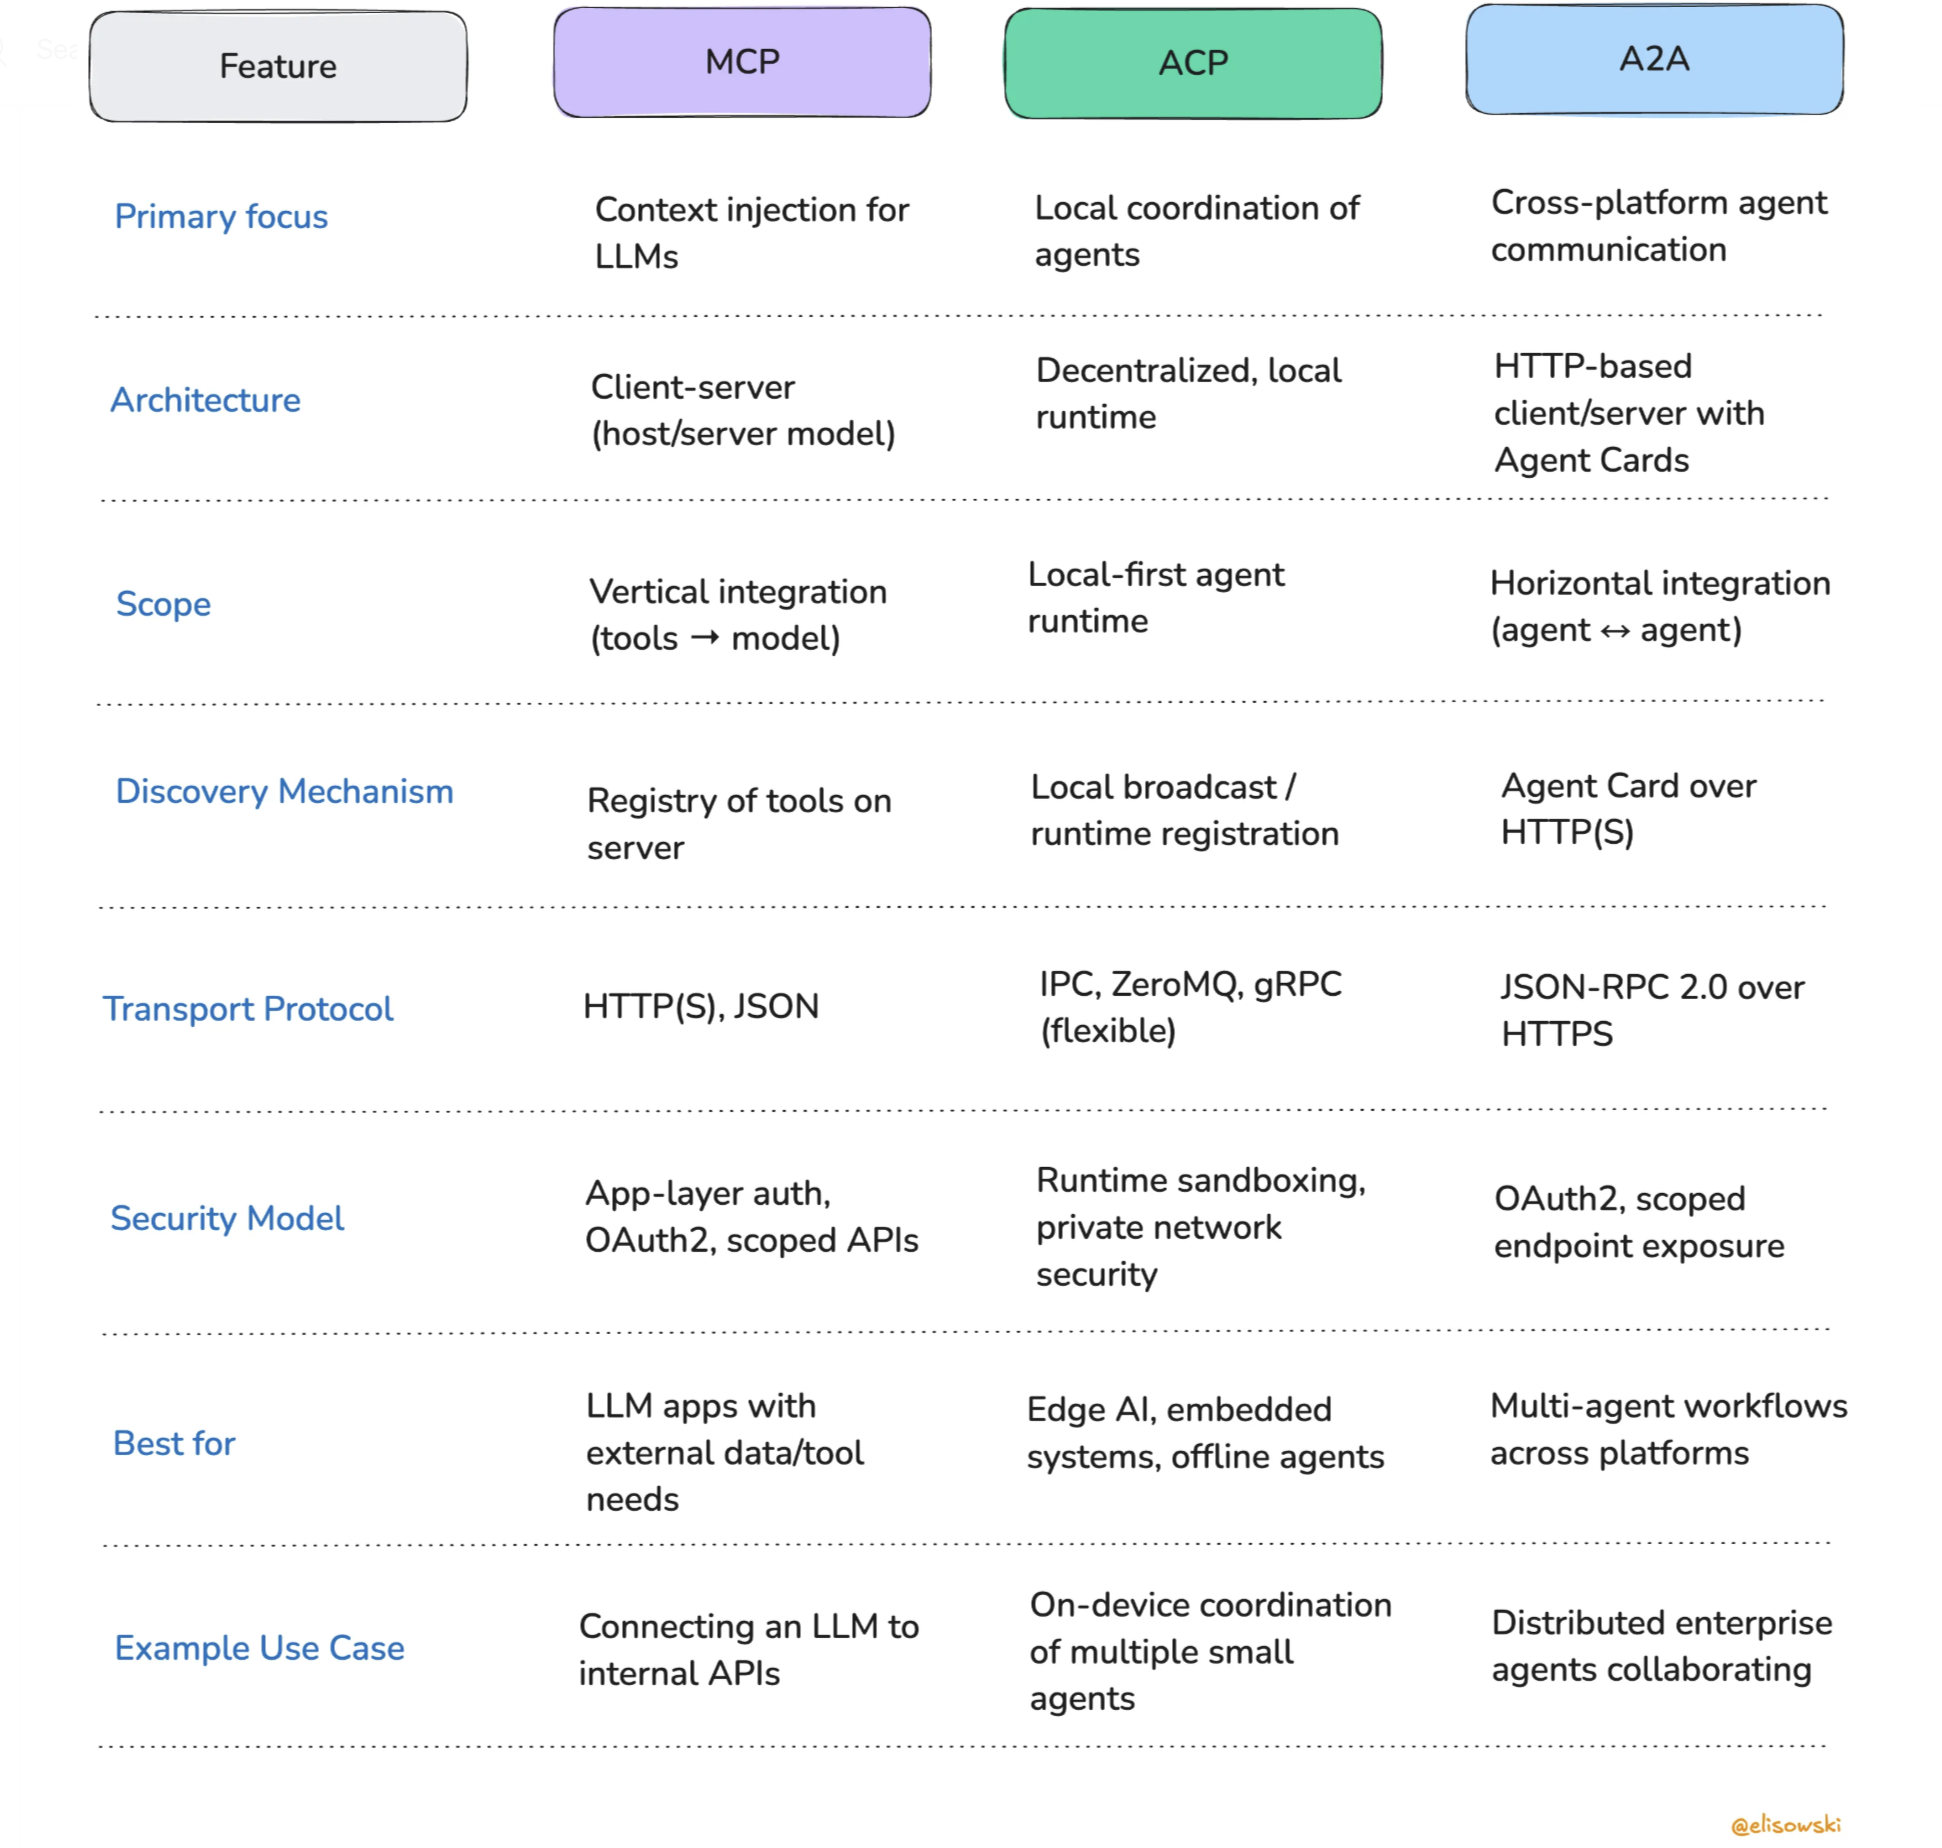 Feature
MCP
ACP
A2A
Primary focus
Context injection for
LLMs
Local coordination of
agents
Cross-platform agent
communication
Architecture
Client-server
(host/server model)
Decentralized, local
runtime
HTTP-based
client/server with
Agent Cards
Scope
Vertical integration
(tools → model)
Local-first agent
runtime
Horizontal integration
(agent ↔ agent)
Discovery Mechanism
Registry of tools on
server
Local broadcast /
runtime registration
Agent Card over
HTTP(S)
Transport Protocol
HTTP(S), JSON
IPC, ZeroMQ, gRPC
(flexible)
JSON-RPC 2.0 over
HTTPS
Security Model
App-layer auth,
OAuth2, scoped APIs
Runtime sandboxing,
private network
security
OAuth2, scoped
endpoint exposure
Best for
LLM apps with
external data/tool
needs
Edge AI, embedded
systems, offline agents
Multi-agent workflows
across platforms
Example Use Case
Connecting an LLM to
internal APIs
On-device coordination
of multiple small
agents
Distributed enterprise
agents collaborating
@elisowski